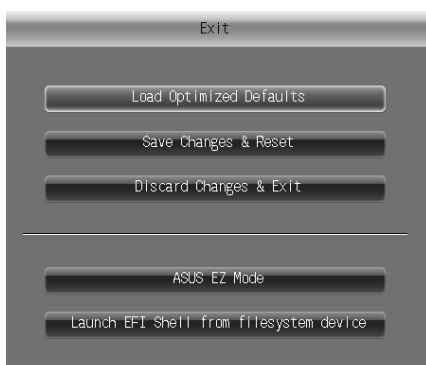 Exit
Load Optimized Defaults
Save Changes & Reset
Discard Changes & Exit
ASUS EZ Mode
Launch EFI Shell from filesystem device